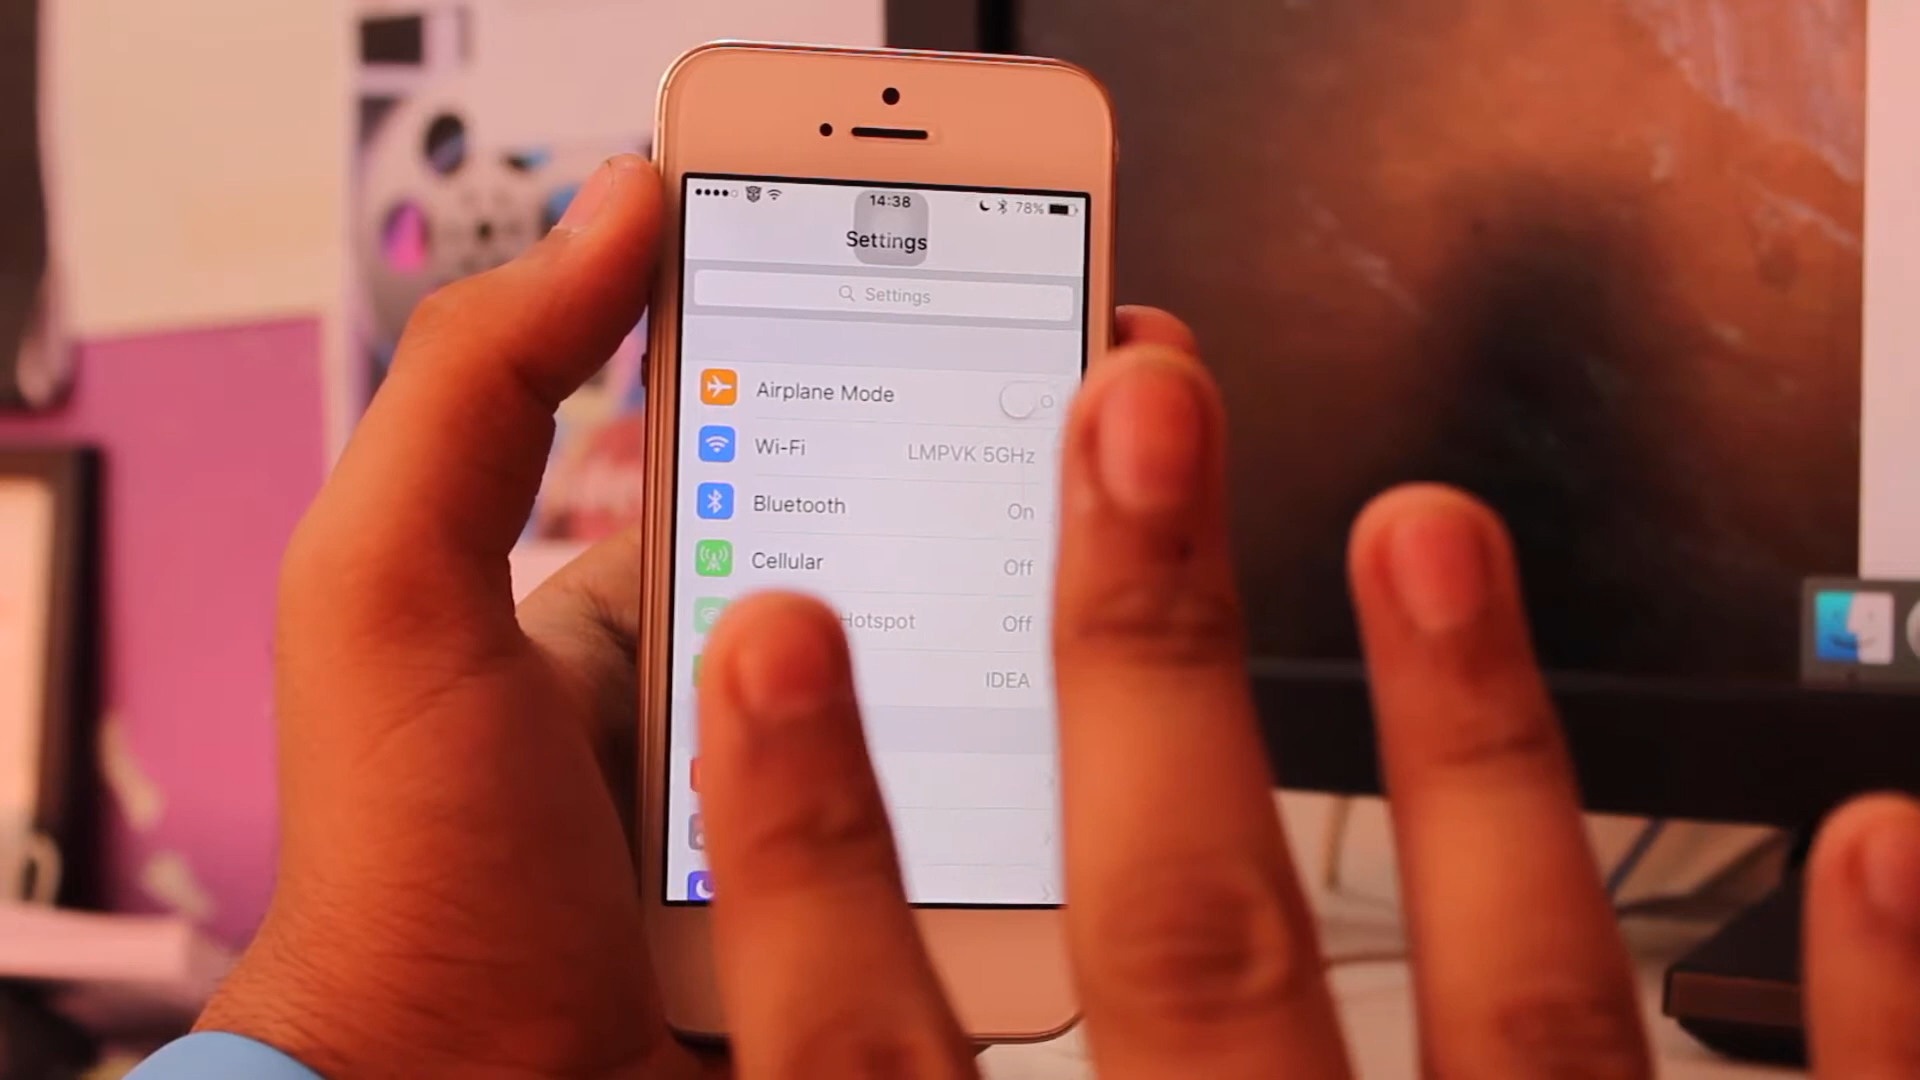 14:38
78%
Settings
Settings
Airplane Mode
Wi-Fi LMPVK 5GHz
Bluetooth On
Cellular Off
Hotspot Off
IDEA